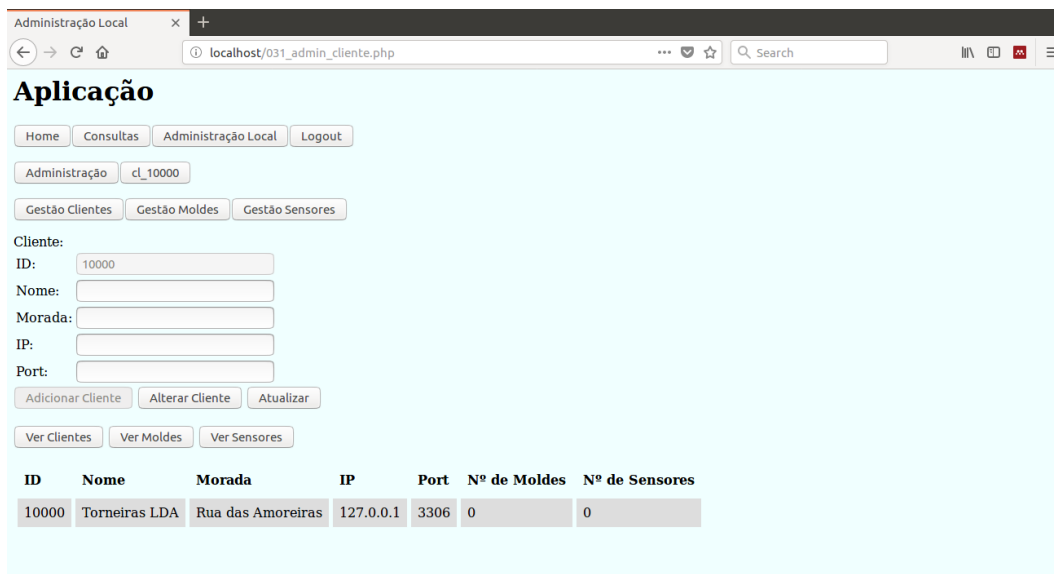 Administração Local
localhost/031_admin_cliente.php
Search
Aplicação
Home Consultas Administração Local Logout
Administração cl_10000
Gestão Clientes Gestão Moldes Gestão Sensores
Cliente:
ID: 10000
Nome:
Morada:
IP:
Port:
Adicionar Cliente Alterar Cliente Atualizar
Ver Clientes Ver Moldes Ver Sensores
ID Nome Morada IP Port Nº de Moldes Nº de Sensores
10000 Torneiras LDA Rua das Amoreiras 127.0.0.1 3306 0 0